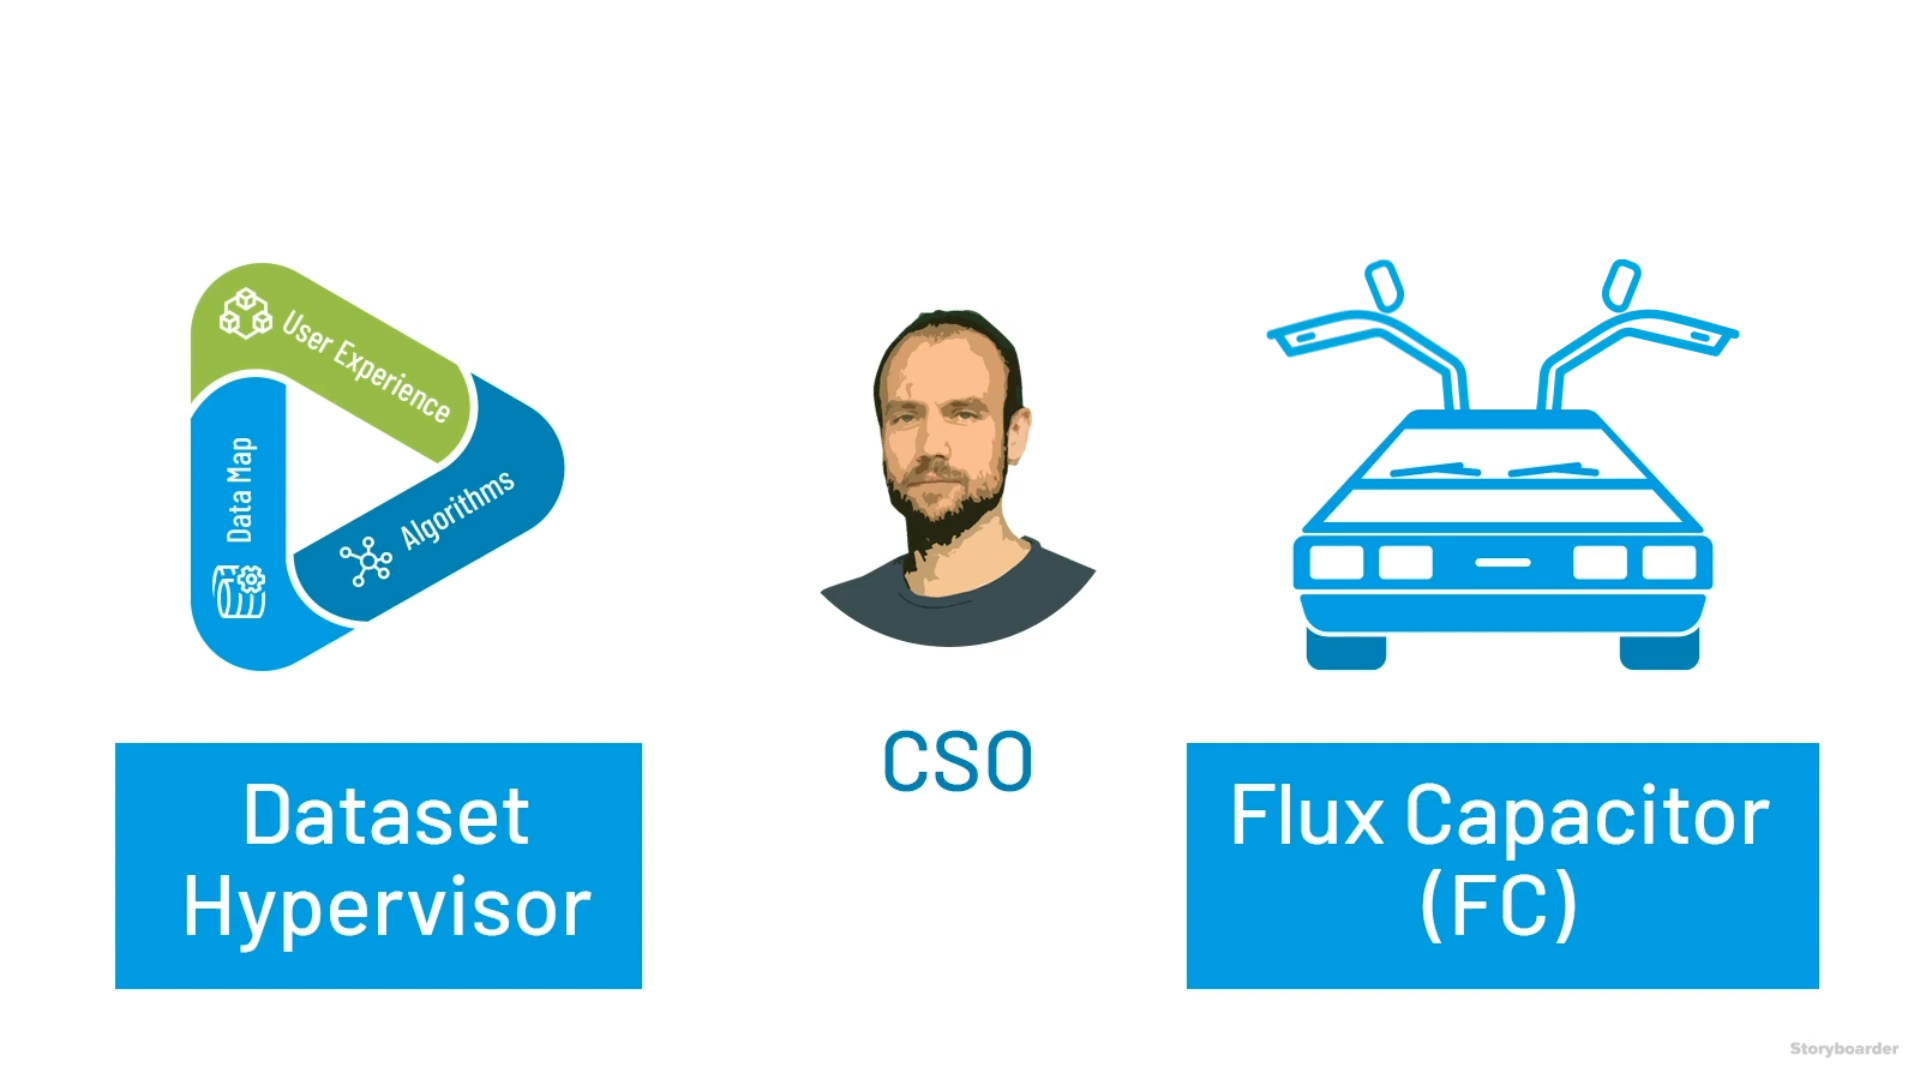 User Experience
Data Map
Algorithms
CSO
Dataset
Hypervisor
Flux Capacitor
(FC)
Storyboarder